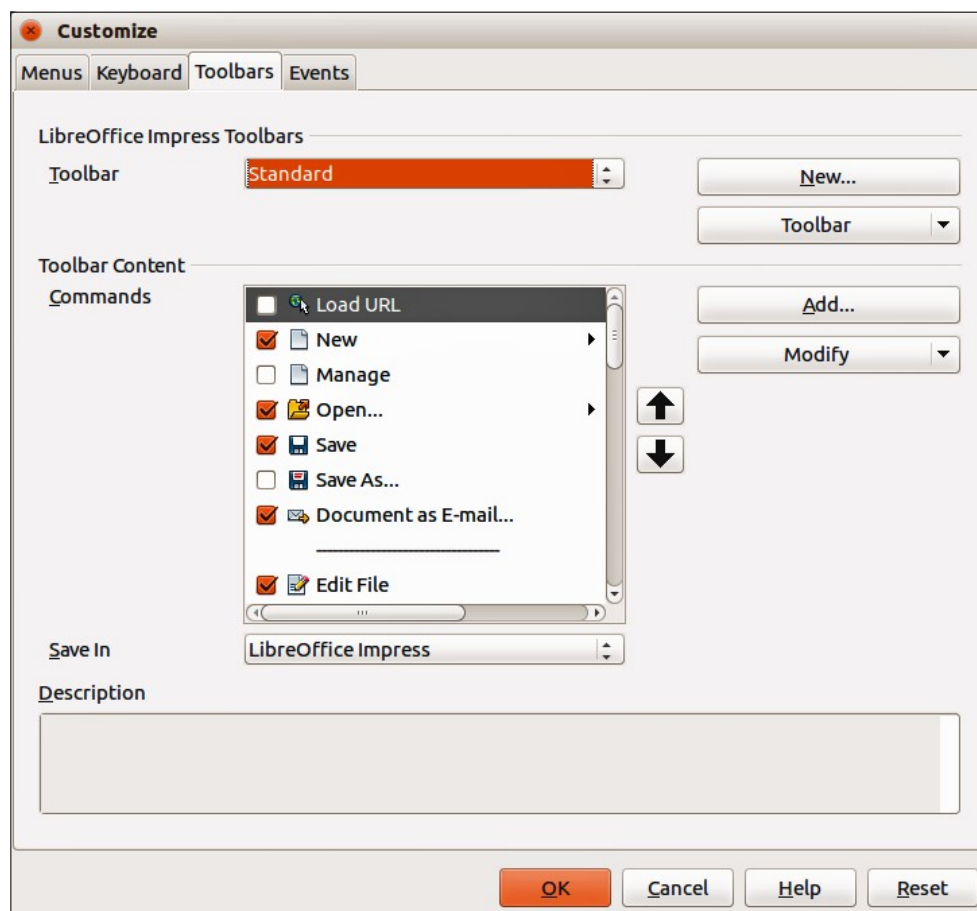 Customize
Menus Keyboard Toolbars Events
LibreOffice Impress Toolbars
Toolbar Standard New...
Toolbar
Toolbar Content
Commands Load URL Add...
New
Modify
Manage
Open...
Save
Save As...
Document as E-mail...
Edit File
Save In LibreOffice Impress
Description
OK Cancel Help Reset